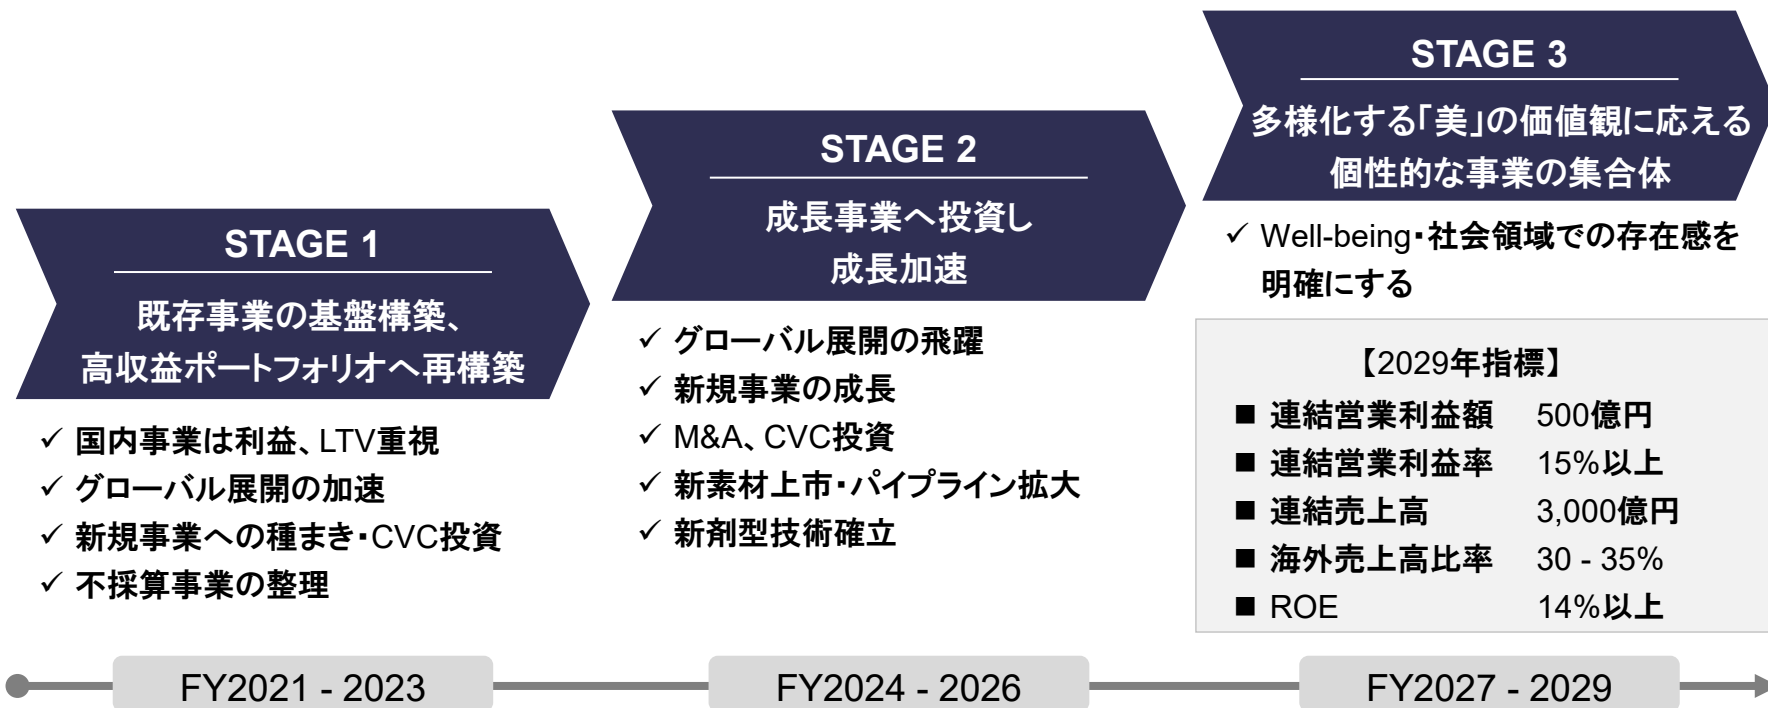 STAGE 1
既存事業の基盤構築、
高収益ポートフォリオへ再構築
✓ 国内事業は利益、LTV重視
✓ グローバル展開の加速
✓ 新規事業への種まき・CVC投資
✓ 不採算事業の整理
FY2021 - 2023
STAGE 2
成長事業へ投資し
成長加速
✓ グローバル展開の飛躍
✓ 新規事業の成長
✓ M&A、CVC投資
✓ 新素材上市・パイプライン拡大
✓ 新剤型技術確立
FY2024 - 2026
STAGE 3
多様化する「美」の価値観に応える
個性的な事業の集合体
✓ Well-being・社会領域での存在感を
明確にする
【2029年指標】
■ 連結営業利益額 500億円
■ 連結営業利益率 15%以上
■ 連結売上高 3,000億円
■ 海外売上高比率 30 - 35%
■ ROE 14%以上
FY2027 - 2029